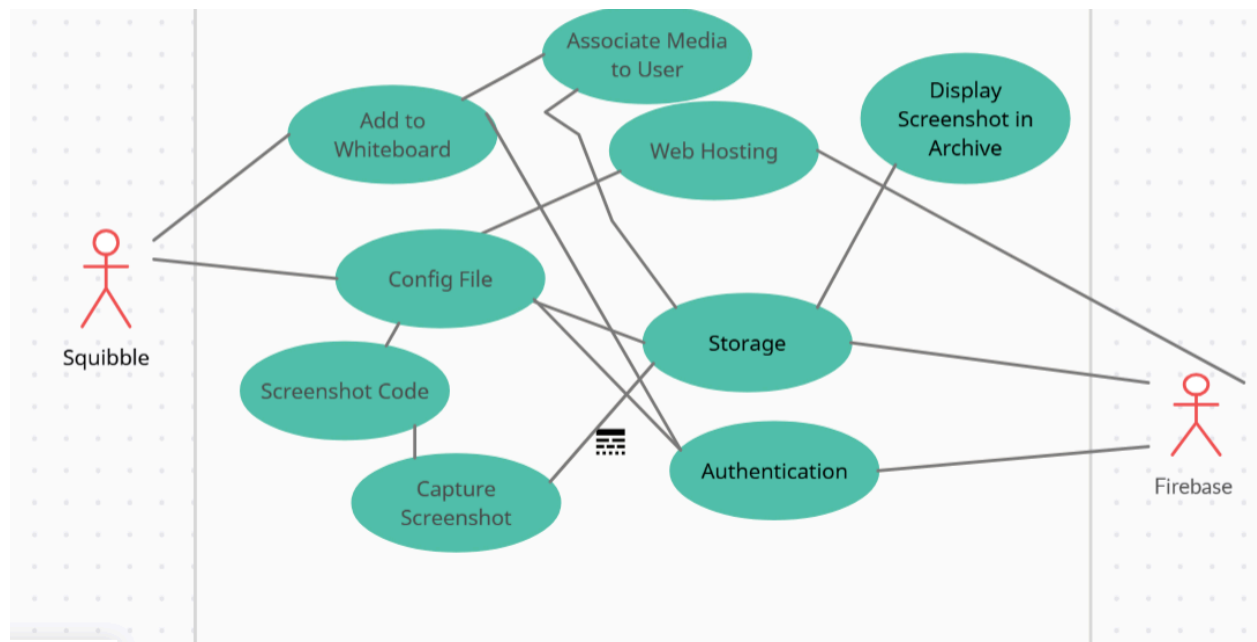 Associate Media
to User
Display
Screenshot in
Archive
Add to
Whiteboard
Web Hosting
Config File
Squibble
Storage
Screenshot Code
Authentication
Firebase
Capture
Screenshot